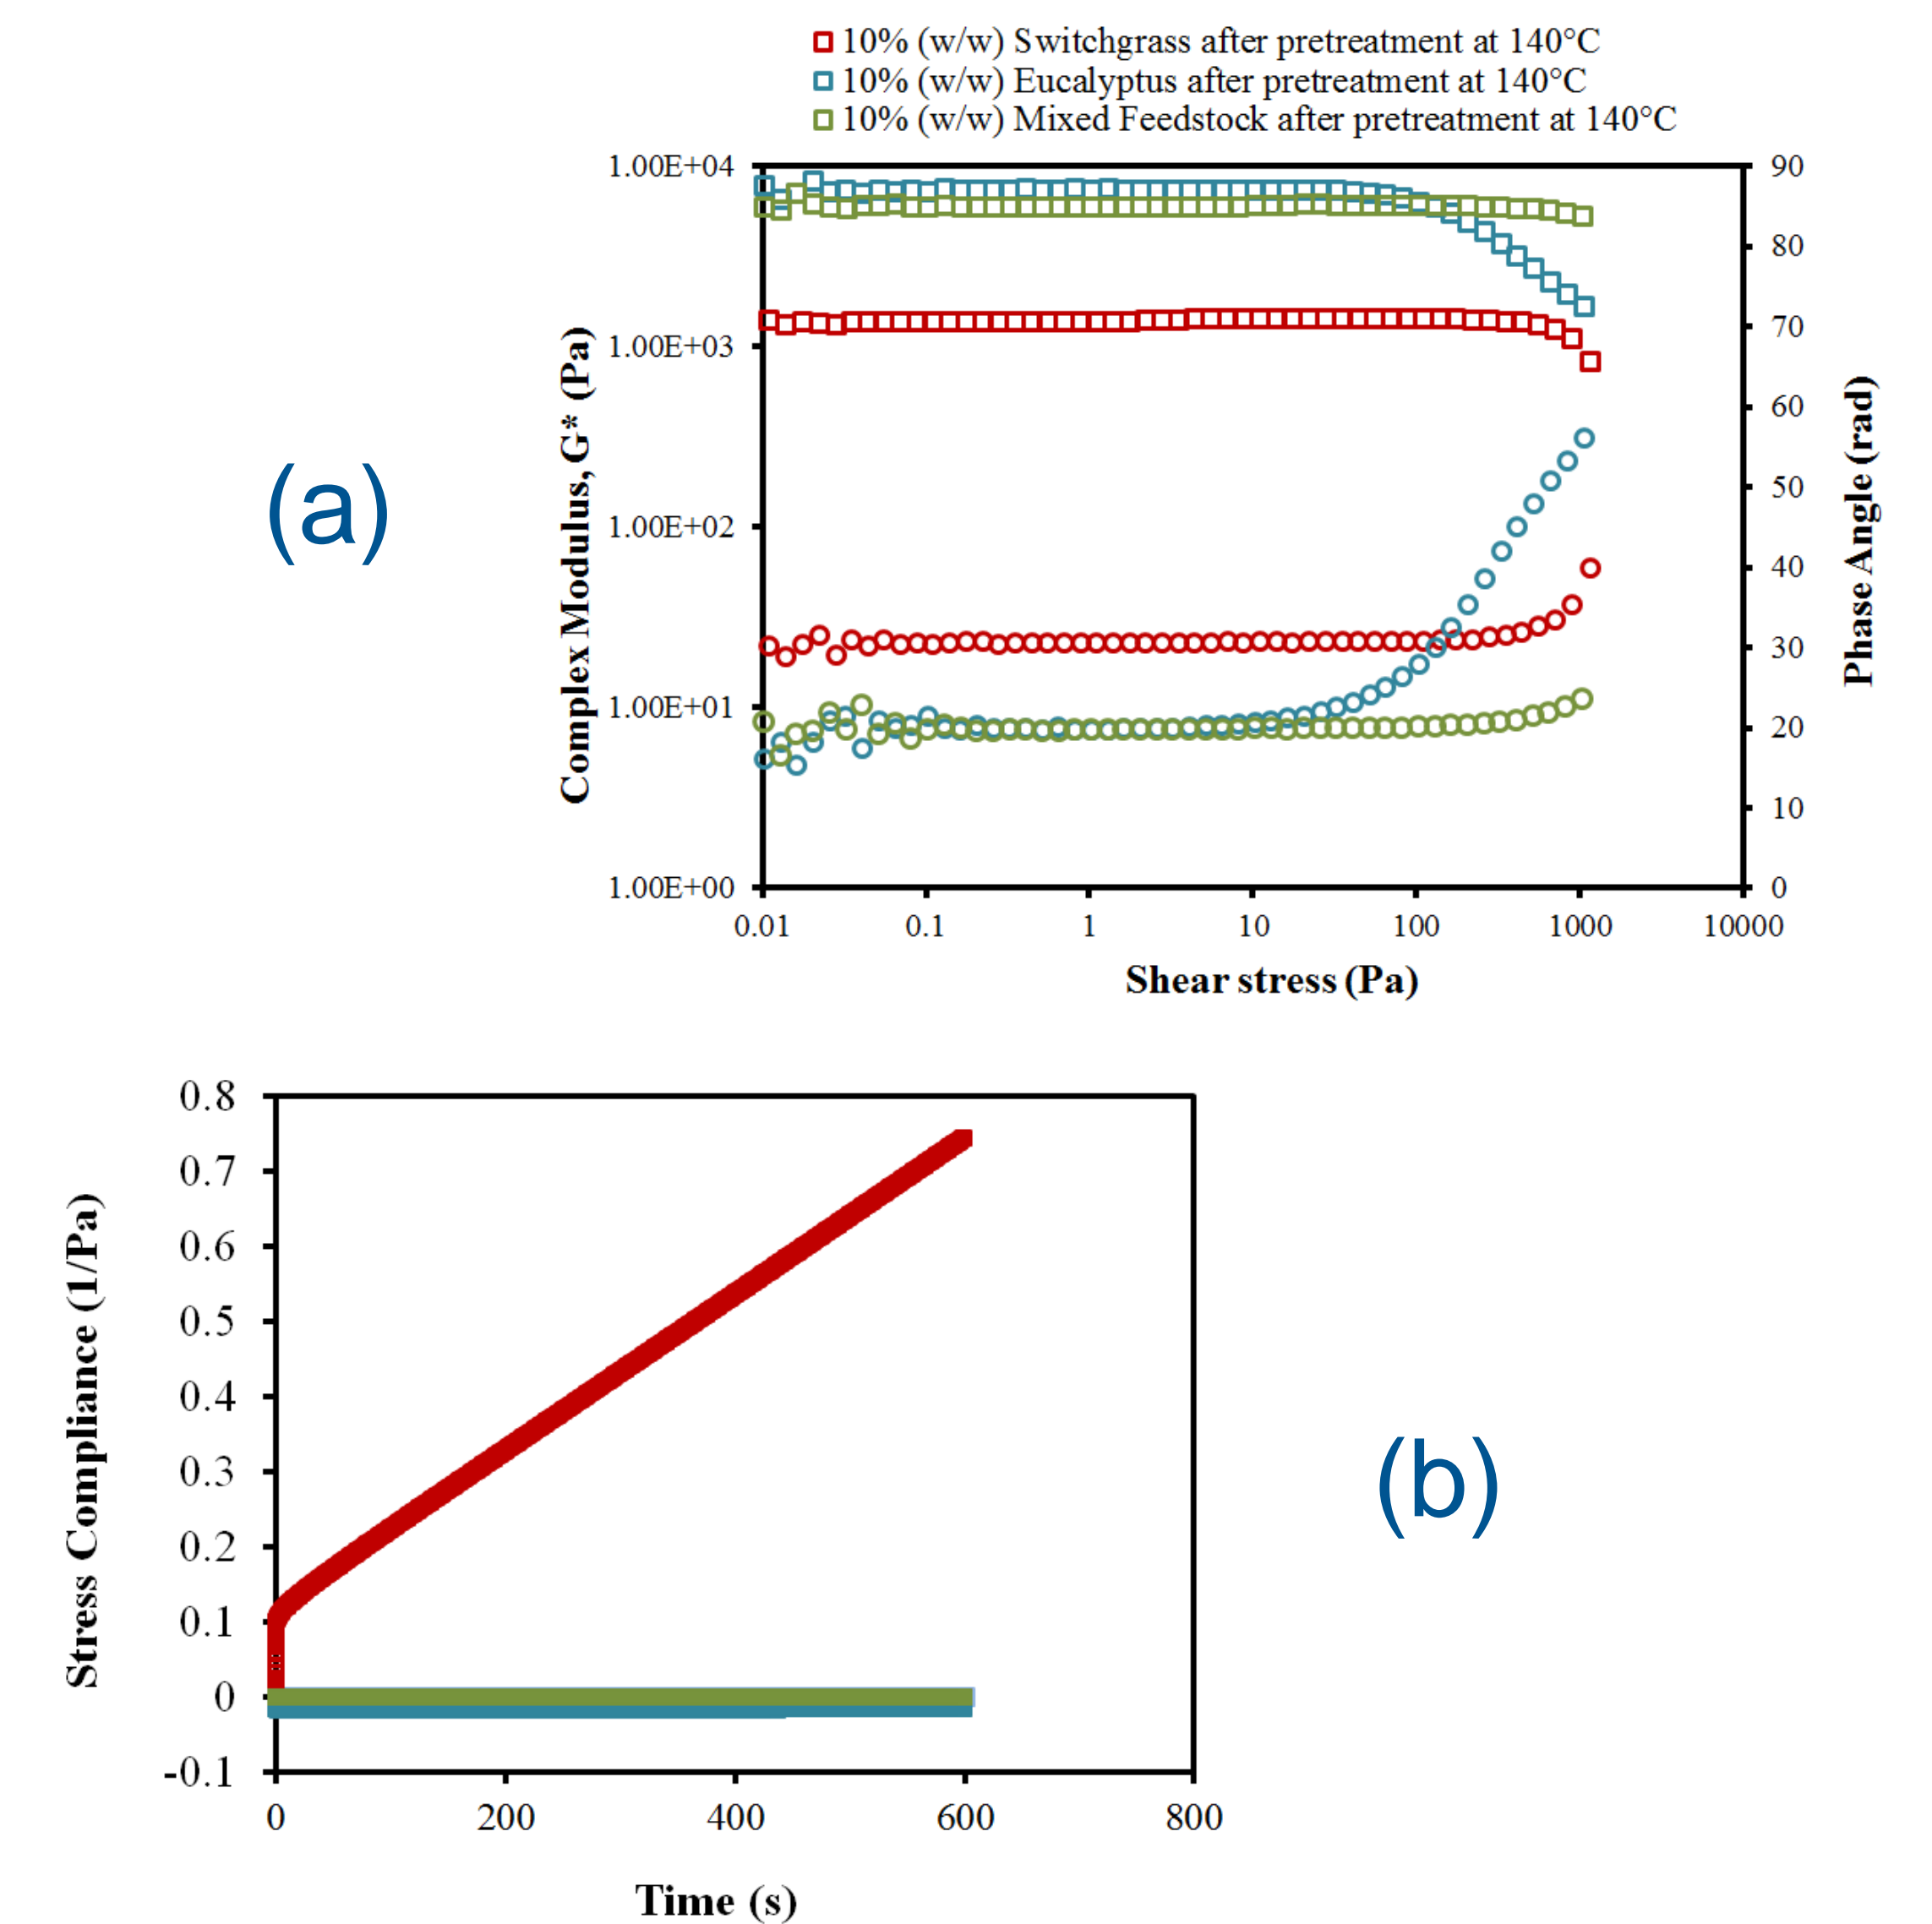 10% (w/w) Switchgrass after pretreatment at 140°C
10% (w/w) Eucalyptus after pretreatment at 140°C
10% (w/w) Mixed Feedstock after pretreatment at 140°C
(a)
Complex Modulus, G* (Pa)
1.00E+04
1.00E+03
1.00E+02
1.00E+01
1.00E+00
90
80
70
60
50
40
30
20
10
0
Phase Angle (rad)
0.01 0.1 1 10 100 1000 10000
Shear stress (Pa)
Stress Compliance (1/Pa)
0.8
0.7
0.6
0.5
0.4
0.3
0.2
0.1
0
-0.1
0 200 400 600 800
Time (s)
(b)